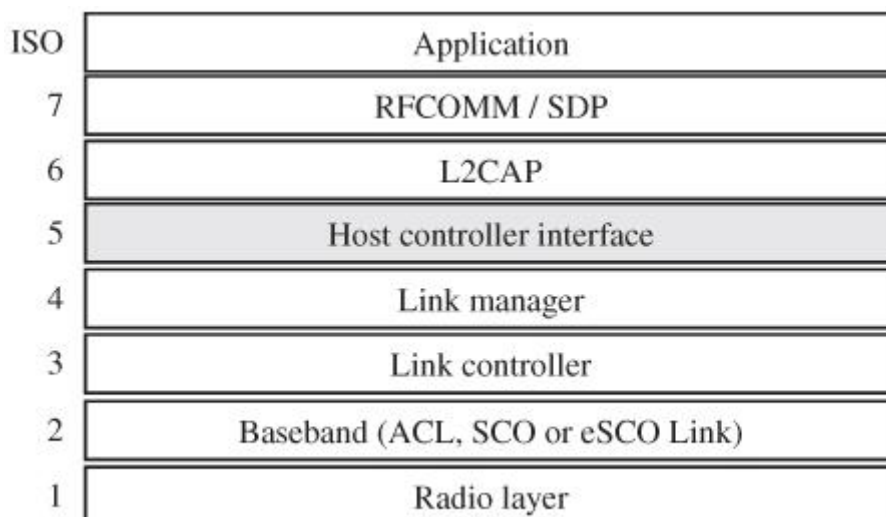 ISO Application
7 RFCOMM / SDP
6 L2CAP
5 Host controller interface
4 Link manager
3 Link controller
2 Baseband (ACL, SCO or eSCO Link)
1 Radio layer